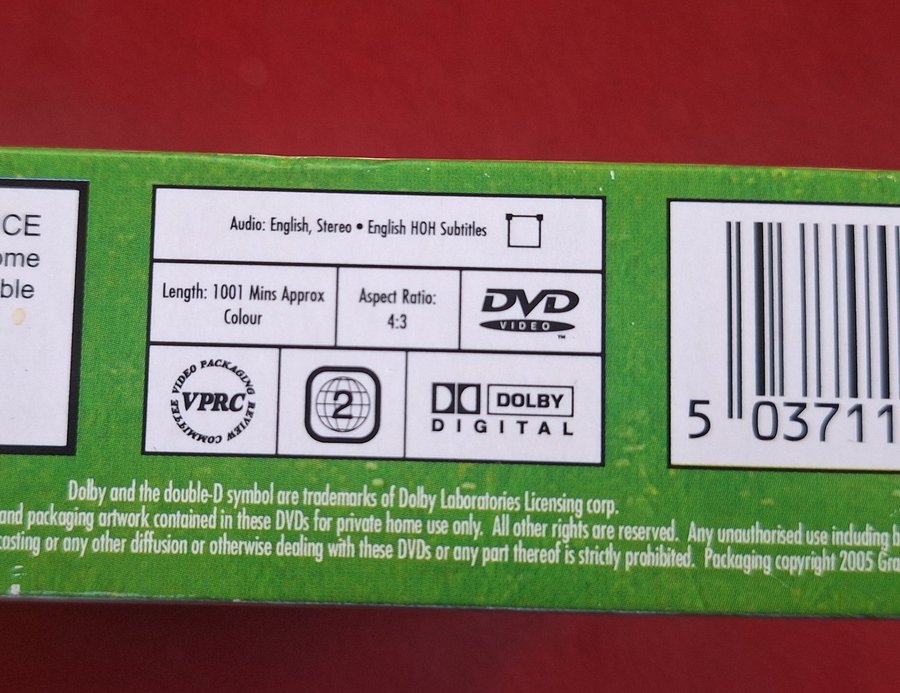 CE
ome
ble
Audio: English, Stereo • English HOH Subtitles
Length: 1001 Mins Approx
Colour
Aspect Ratio:
4:3
DVD
VIDEO
™
VIDEO PACKAGING REVIEW COMMITTEE
VPRC
2
DOLBY
DIGITAL
5 03711
Dolby and the double-D symbol are trademarks of Dolby Laboratories Licensing corp.
and packaging artwork contained in these DVDs for private home use only. All other rights are reserved. Any unauthorised use including b
casting or any other diffusion or otherwise dealing with these DVDs or any part thereof is strictly prohibited. Packaging copyright 2005 Gra